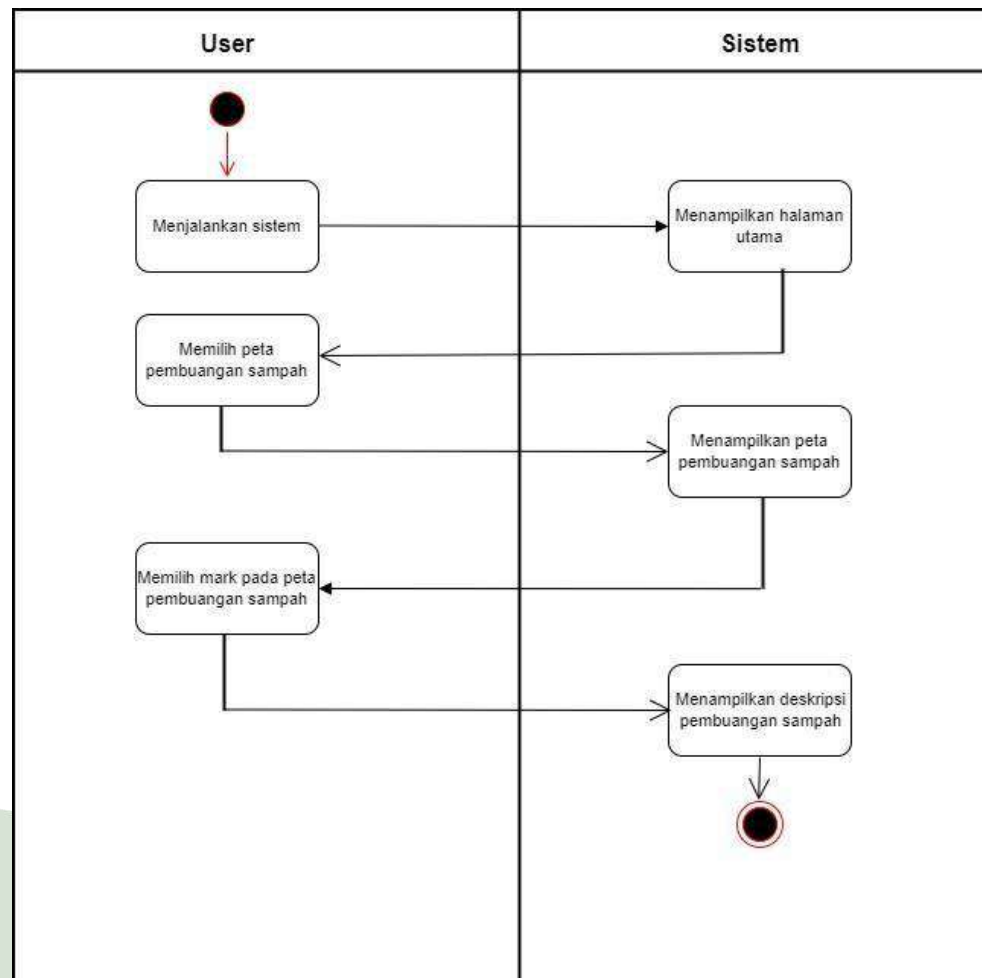 User
Sistem
Menjalankan sistem
Menampilkan halaman
utama
Memilih peta
pembuangan sampah
Menampilkan peta
pembuangan sampah
Memilih mark pada peta
pembuangan sampah
Menampilkan deskripsi
pembuangan sampah